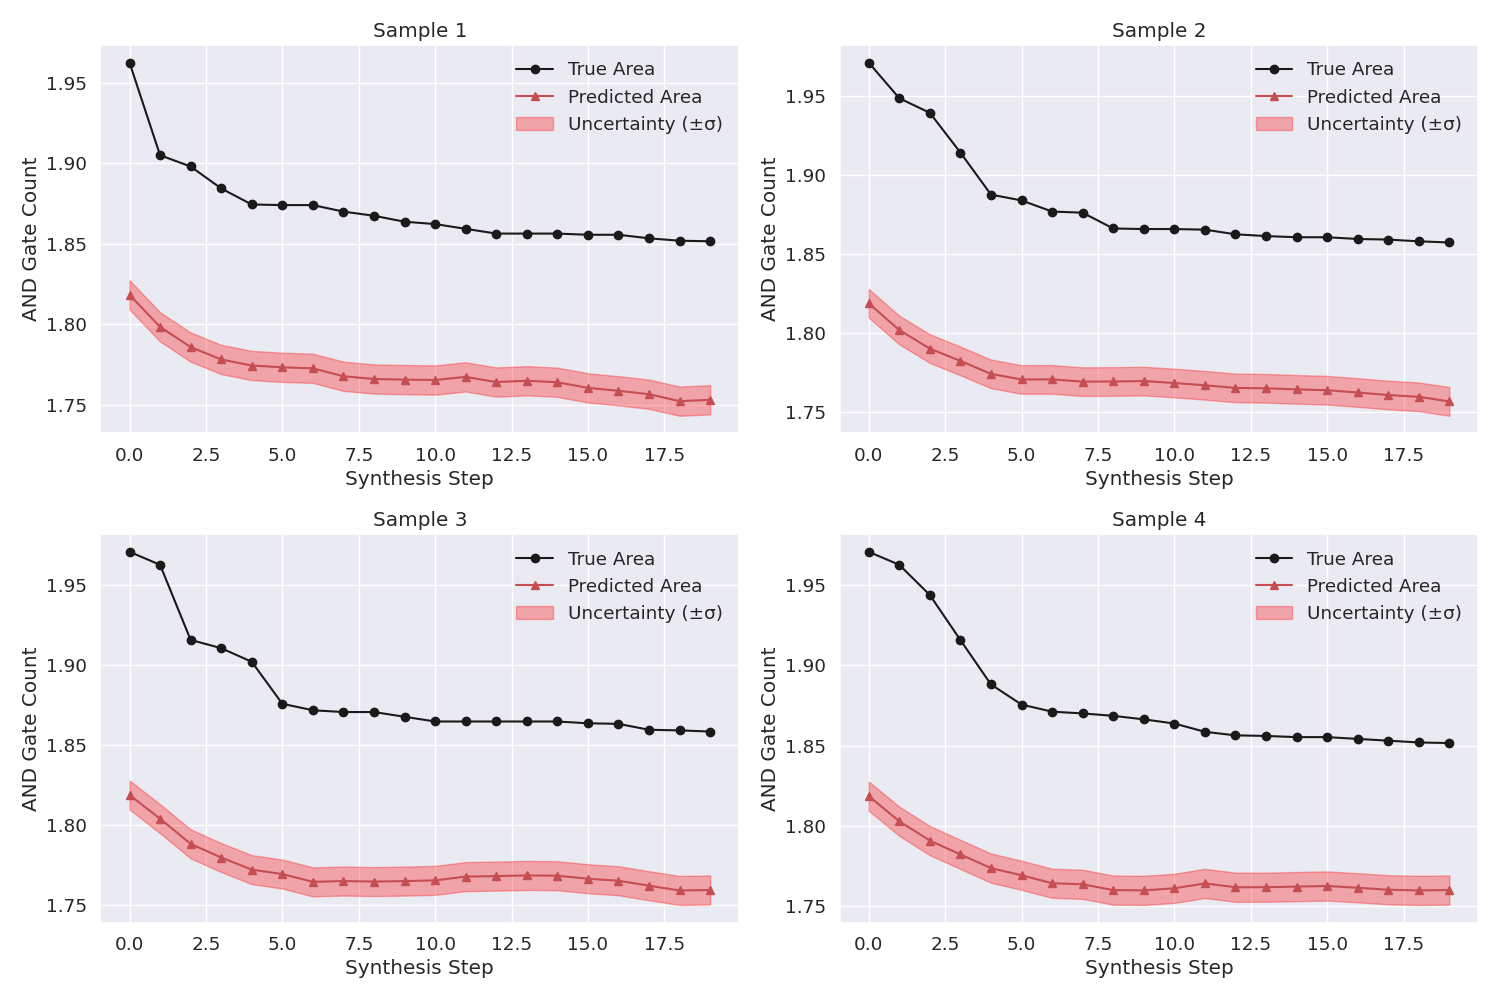 Sample 1
True Area
Predicted Area
Uncertainty (±σ)
AND Gate Count
1.95
1.90
1.85
1.80
1.75
0.0 2.5 5.0 7.5 10.0 12.5 15.0 17.5
Synthesis Step
Sample 2
True Area
Predicted Area
Uncertainty (±σ)
AND Gate Count
1.95
1.90
1.85
1.80
1.75
0.0 2.5 5.0 7.5 10.0 12.5 15.0 17.5
Synthesis Step
Sample 3
True Area
Predicted Area
Uncertainty (±σ)
AND Gate Count
1.95
1.90
1.85
1.80
1.75
0.0 2.5 5.0 7.5 10.0 12.5 15.0 17.5
Synthesis Step
Sample 4
True Area
Predicted Area
Uncertainty (±σ)
AND Gate Count
1.95
1.90
1.85
1.80
1.75
0.0 2.5 5.0 7.5 10.0 12.5 15.0 17.5
Synthesis Step